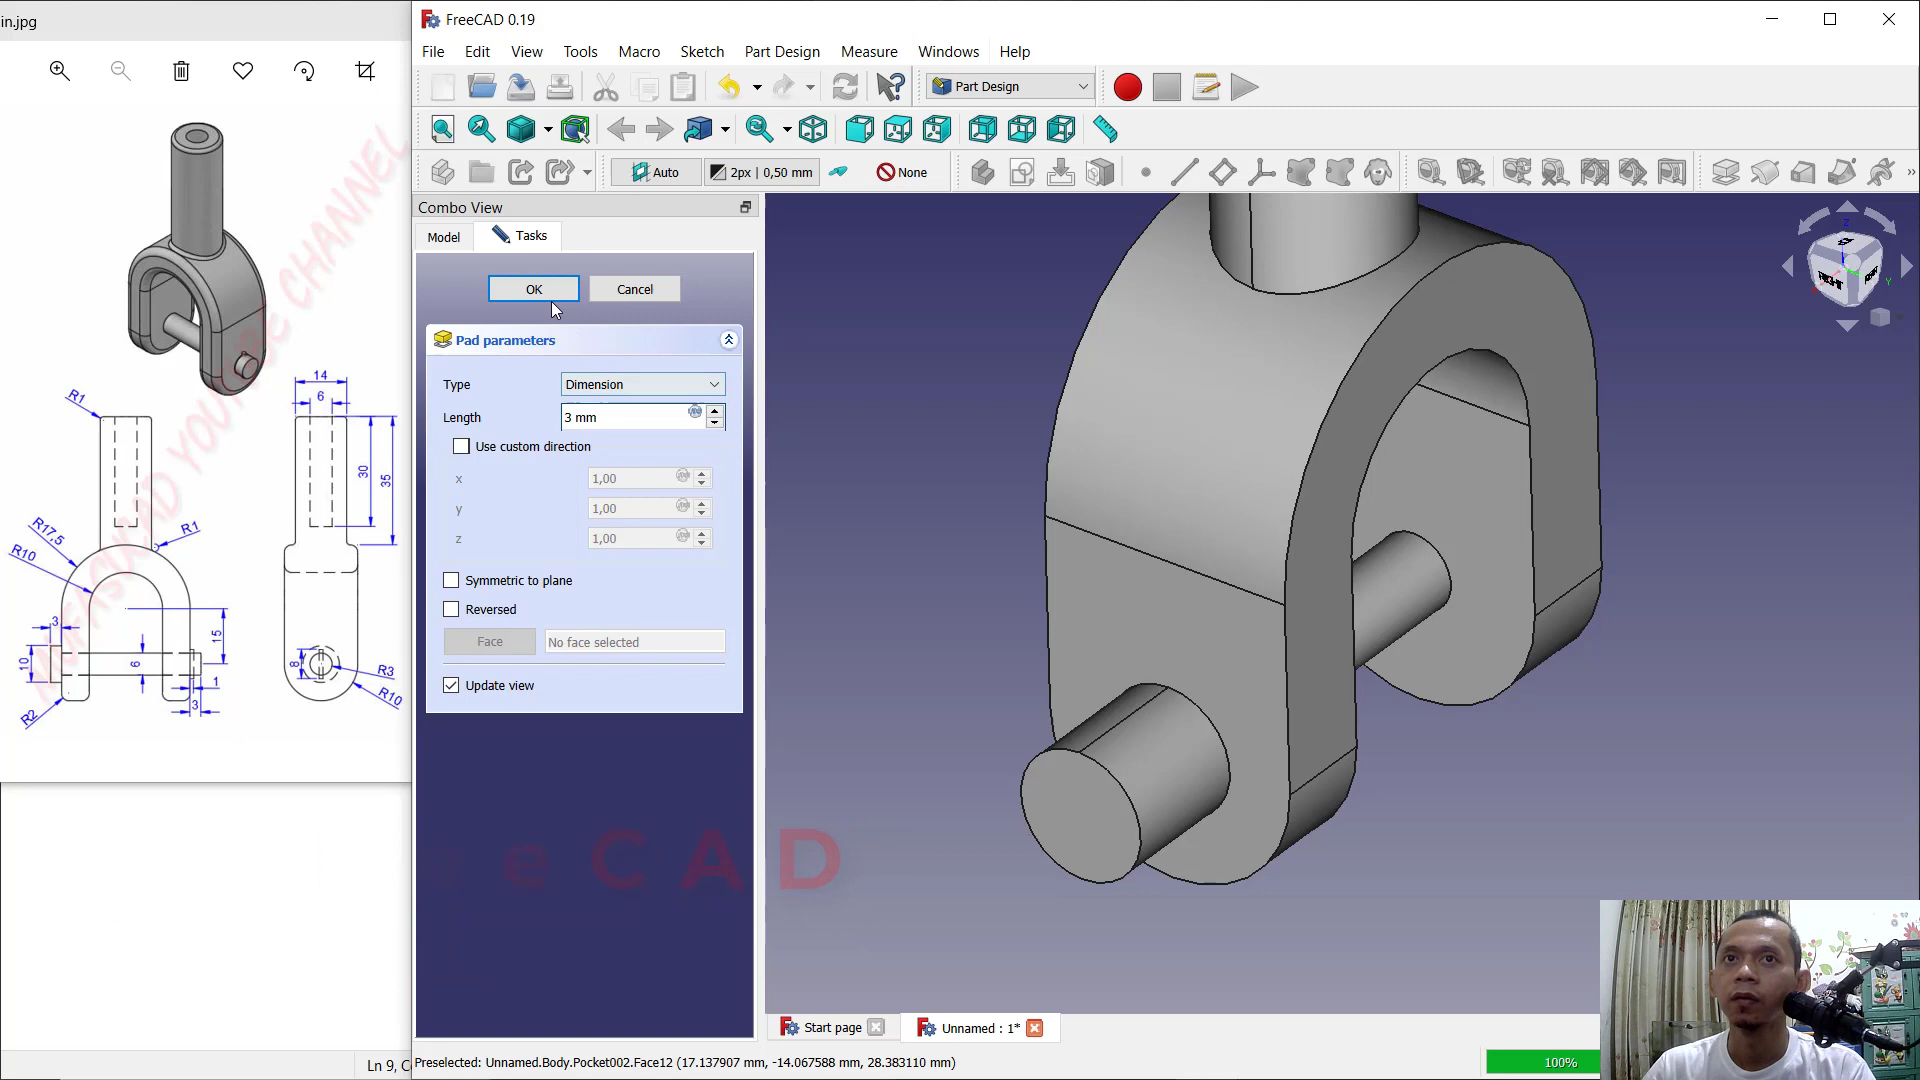 in.jpg
FreeCAD 0.19
File Edit View Tools Macro Sketch Part Design Measure Windows Help
Part Design
Auto
2px | 0,50 mm
None
Combo View
Model
Tasks
OK
Cancel
Pad parameters
Type Dimension
Length 3 mm
Use custom direction
x 1,00
y 1,00
z 1,00
Symmetric to plane
Reversed
Face
No face selected
Update view
14
6
R1
30
35
R17,5
R10
R1
3
15
10
6
8
R3
1
R10
3
R2
YOUTUBE CHANNEL
e C A D
Start page
Unnamed : 1*
Ln 9, C
Preselected: Unnamed.Body.Pocket002.Face12 (17.137907 mm, -14.067588 mm, 28.383110 mm)
100%